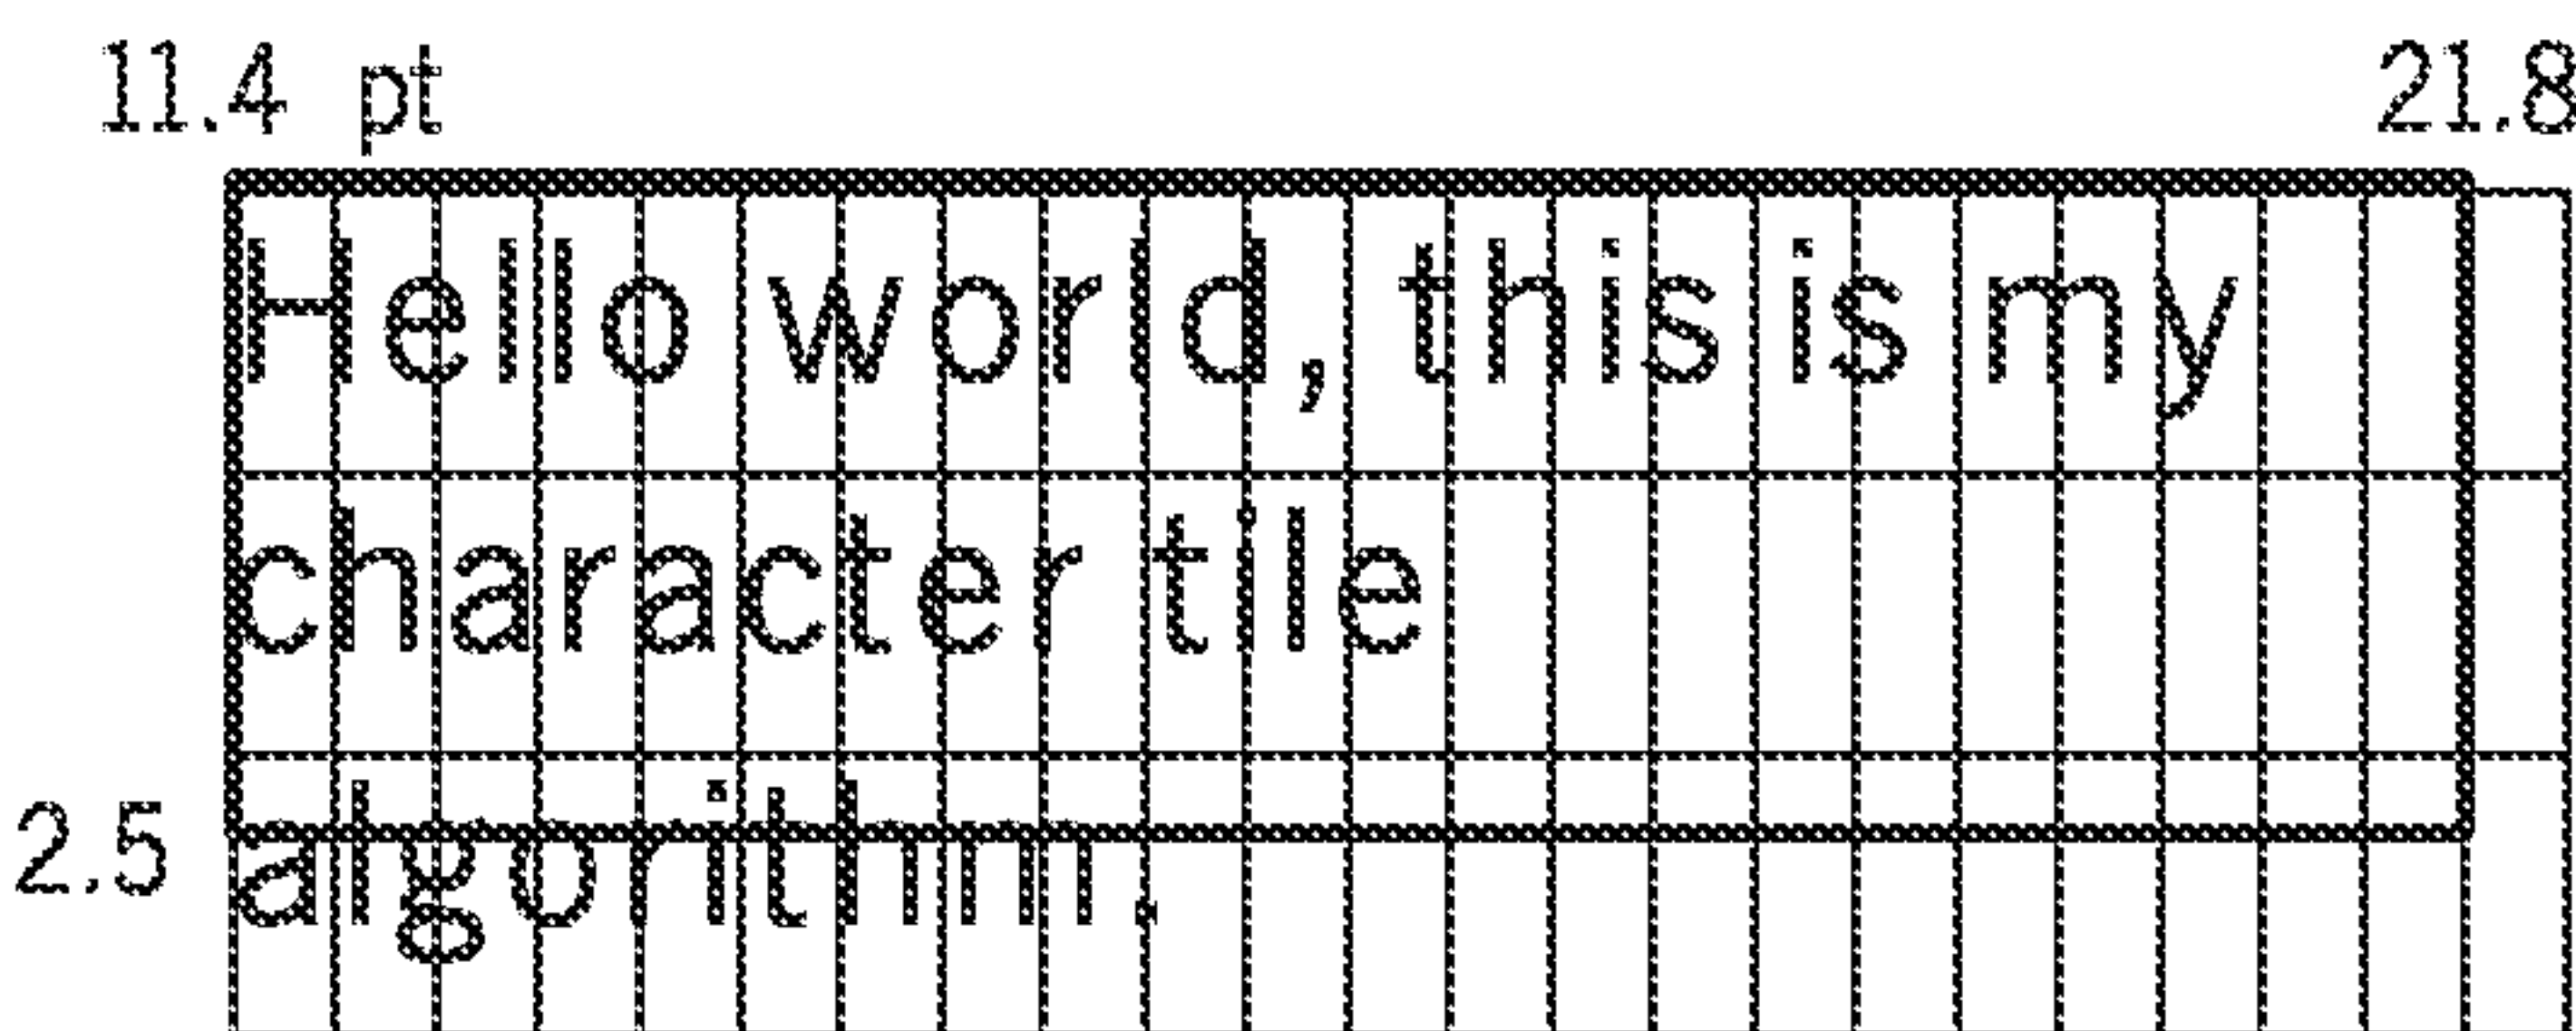 11.4 pt 21.8
Hello world, this is my
character tile
2.5
algorithm.